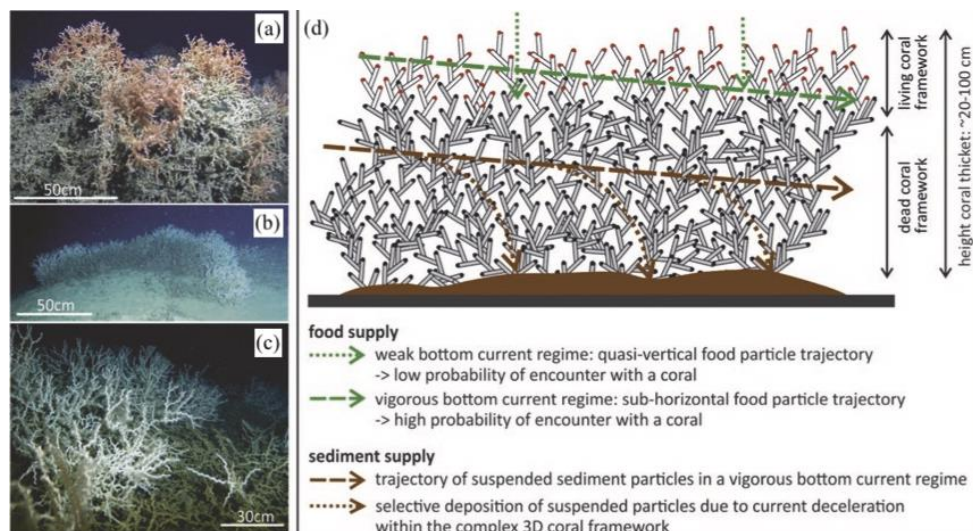 (a)
50cm
(b)
50cm
(c)
30cm
(d)
living coral
framework
dead coral
framework
height coral thicket: ~20-100 cm
food supply
weak bottom current regime: quasi-vertical food particle trajectory
-> low probability of encounter with a coral
vigorous bottom current regime: sub-horizontal food particle trajectory
-> high probability of encounter with a coral
sediment supply
trajectory of suspended sediment particles in a vigorous bottom current regime
selective deposition of suspended particles due to current deceleration
within the complex 3D coral framework